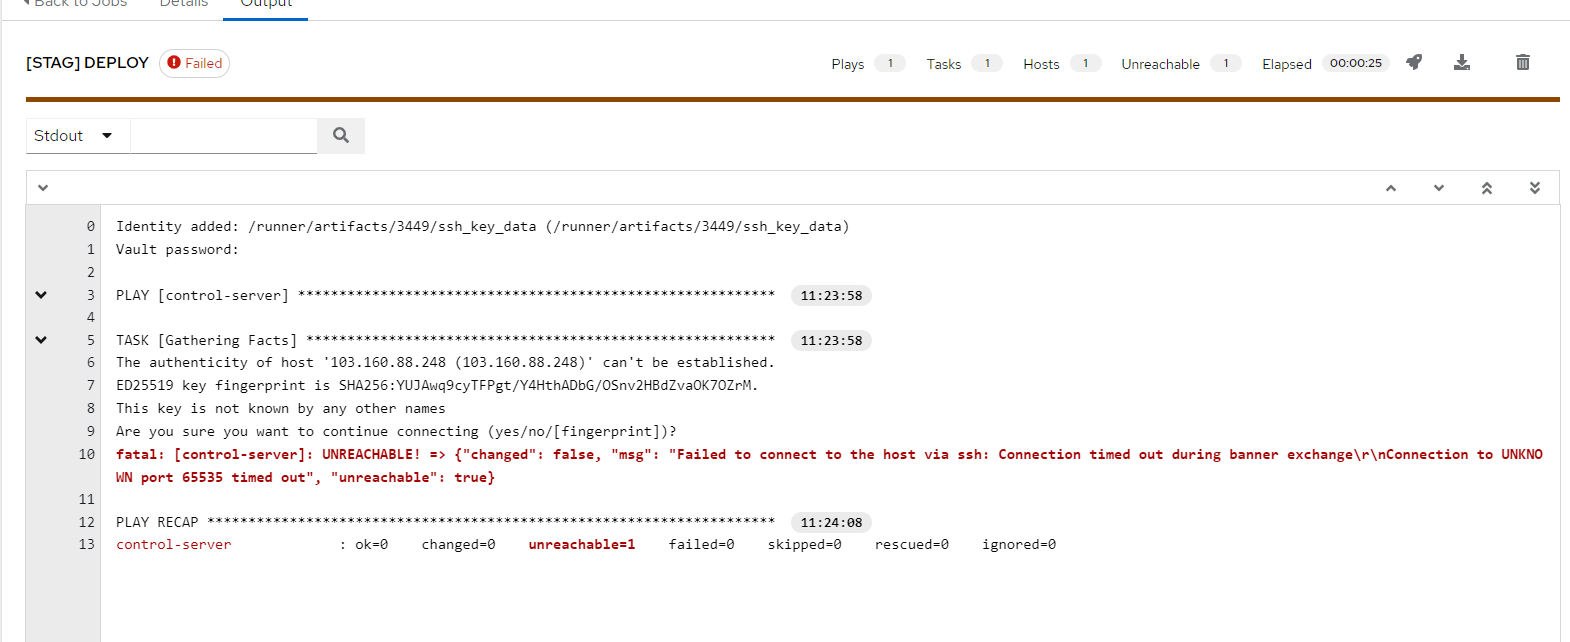 Back to Jobs Details Output
[STAG] DEPLOY Failed Plays 1 Tasks 1 Hosts 1 Unreachable 1 Elapsed 00:00:25
Stdout
0 Identity added: /runner/artifacts/3449/ssh_key_data (/runner/artifacts/3449/ssh_key_data)
1 Vault password:
2
3 PLAY [control-server] ********************************************************** 11:23:58
4
5 TASK [Gathering Facts] ********************************************************* 11:23:58
6 The authenticity of host '103.160.88.248 (103.160.88.248)' can't be established.
7 ED25519 key fingerprint is SHA256:YUJAwq9cyTFPgt/Y4HthADbG/OSnv2HBdZvaOK7OZrM.
8 This key is not known by any other names
9 Are you sure you want to continue connecting (yes/no/[fingerprint])?
10 fatal: [control-server]: UNREACHABLE! => {"changed": false, "msg": "Failed to connect to the host via ssh: Connection timed out during banner exchange\r\nConnection to UNKNO
WN port 65535 timed out", "unreachable": true}
11
12 PLAY RECAP ********************************************************************* 11:24:08
13 control-server : ok=0 changed=0 unreachable=1 failed=0 skipped=0 rescued=0 ignored=0